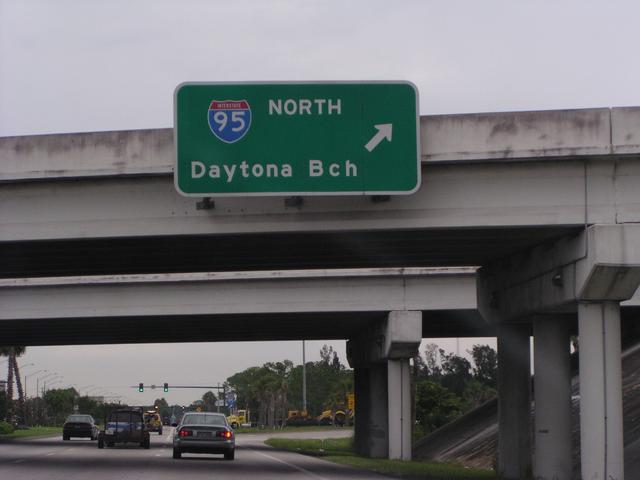 INTERSTATE
95
NORTH
Daytona Bch